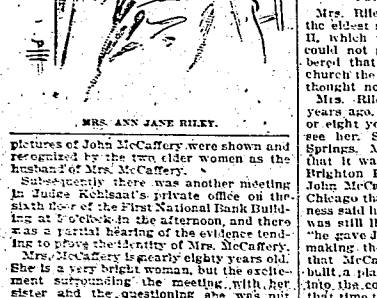 MRS. ANN JANE RILEY.
pictures of John McCaffery were shown and
recognized by the two elder women as the
husband of Mrs. McCaffery.
Subsequently there was another meeting
in Judge Kohlsaat's private office on the
sixth floor of the First National Bank Build-
ing at 5 o'clock in the afternoon, and there
was a partial hearing of the evidence tend-
ing to prove the identity of Mrs. McCaffery.
Mrs. McCaffery is nearly eighty years old.
She is a very bright woman, but the excite-
ment surrounding the meeting with her
sister and the questioning she was
Mrs. Rile
the eldest
II, which
could not
bered that
church the
thought no
Mrs. Rile
years ago.
or eight ye
see her. S
Springs, M
that it wa
Brighton P
John McCa
Chicago tha
ness said h
was still li
"he gave J
making th
that McCa
built a pla
into the co
that time